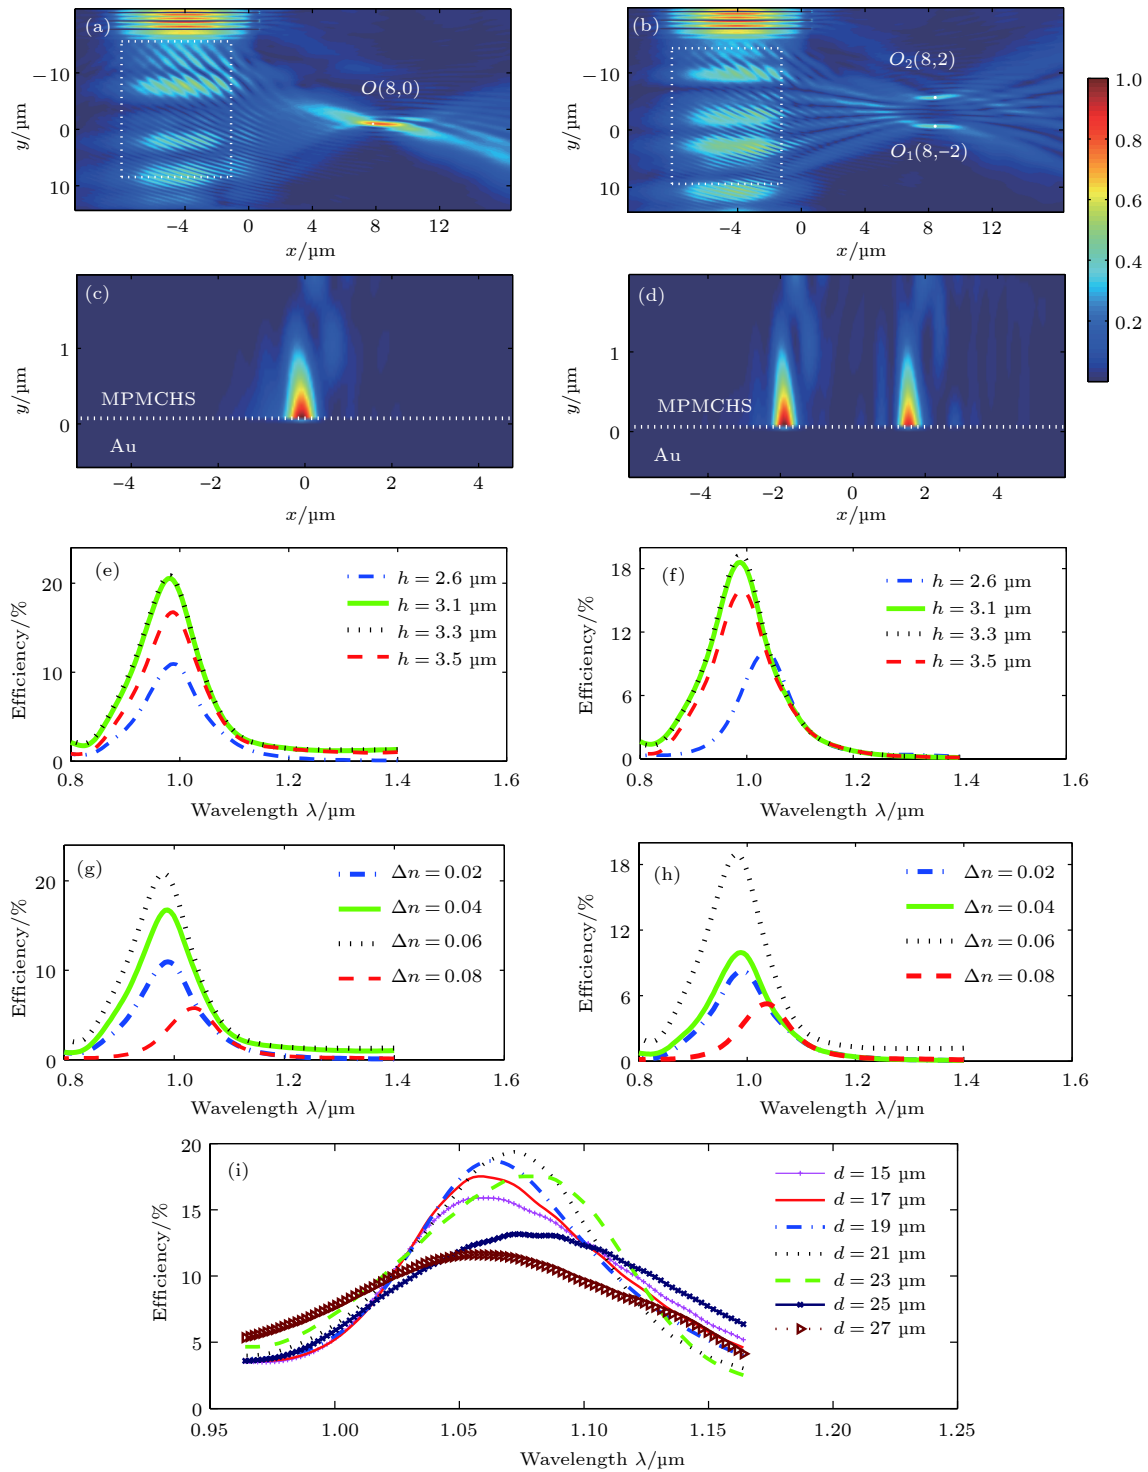 (a)
O(8,0)
−10
0
10
y/µm
−4
0
4
8
12
x/µm
(b)
O2(8,2)
O1(8,−2)
−10
0
10
y/µm
−4
0
4
8
12
x/µm
1.0
0.8
0.6
0.4
0.2
(c)
MPMCHS
Au
1
0
y/µm
−4
−2
0
2
4
x/µm
(d)
MPMCHS
Au
1
0
y/µm
−4
−2
0
2
4
x/µm
(e)
h = 2.6 µm
h = 3.1 µm
h = 3.3 µm
h = 3.5 µm
20
10
0
Efficiency/%
0.8
1.0
1.2
1.4
1.6
Wavelength λ/µm
(f)
h = 2.6 µm
h = 3.1 µm
h = 3.3 µm
h = 3.5 µm
18
12
6
0
Efficiency/%
0.8
1.0
1.2
1.4
1.6
Wavelength λ/µm
(g)
Δn = 0.02
Δn = 0.04
Δn = 0.06
Δn = 0.08
20
10
0
Efficiency/%
0.8
1.0
1.2
1.4
1.6
Wavelength λ/µm
(h)
Δn = 0.02
Δn = 0.04
Δn = 0.06
Δn = 0.08
18
12
6
0
Efficiency/%
0.8
1.0
1.2
1.4
1.6
Wavelength λ/µm
(i)
d = 15 µm
d = 17 µm
d = 19 µm
d = 21 µm
d = 23 µm
d = 25 µm
d = 27 µm
20
15
10
5
0
Efficiency/%
0.95
1.00
1.05
1.10
1.15
1.20
1.25
Wavelength λ/µm